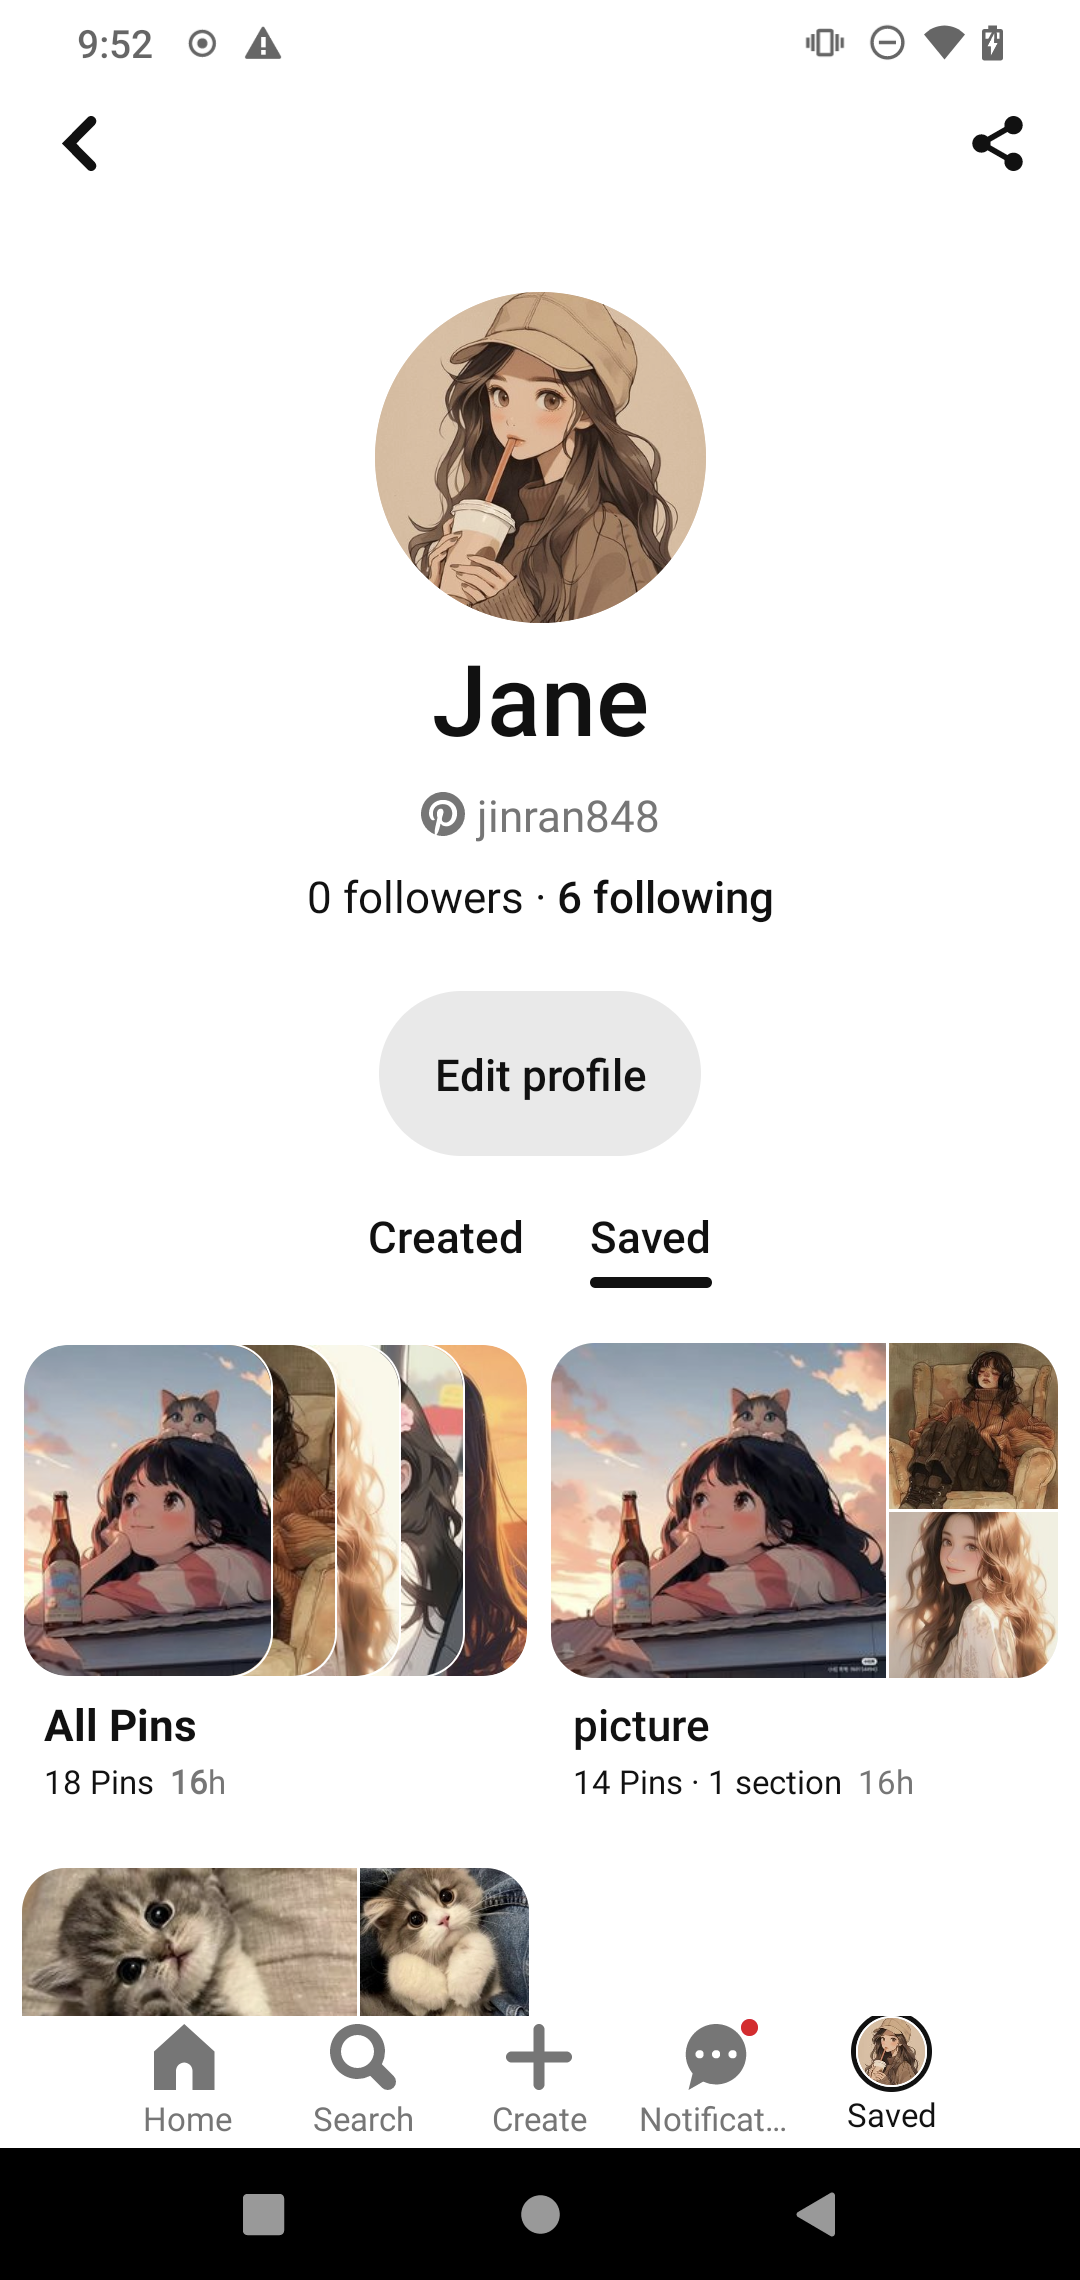 9:52
Jane
jinran848
0 followers · 6 following
Edit profile
Created Saved
All Pins
18 Pins 16h
picture
14 Pins · 1 section 16h
Home Search Create Notificat... Saved